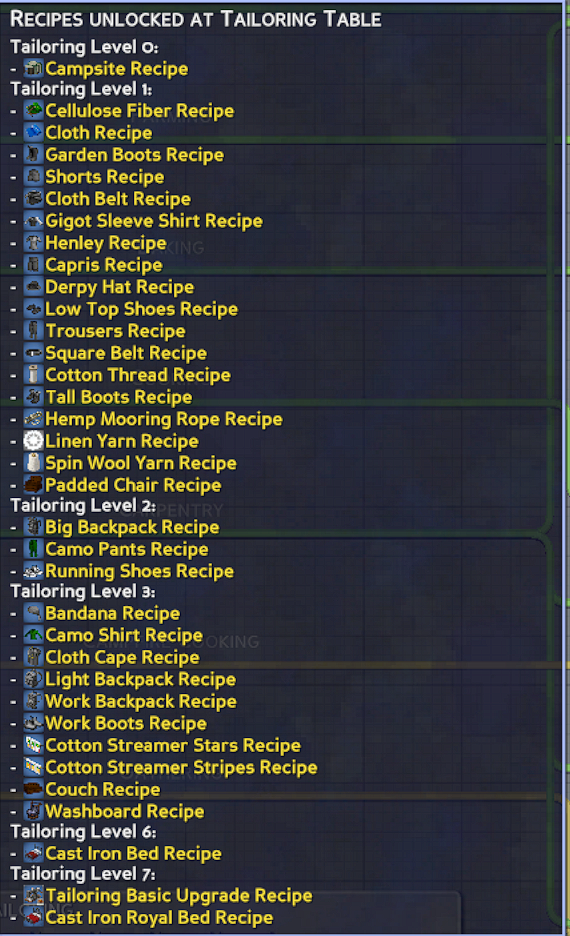 Recipes unlocked at Tailoring Table
Tailoring Level 0:
- Campsite Recipe
Tailoring Level 1:
- Cellulose Fiber Recipe
- Cloth Recipe
- Garden Boots Recipe
- Shorts Recipe
- Cloth Belt Recipe
- Gigot Sleeve Shirt Recipe
- Henley Recipe
- Capris Recipe
- Derpy Hat Recipe
- Low Top Shoes Recipe
- Trousers Recipe
- Square Belt Recipe
- Cotton Thread Recipe
- Tall Boots Recipe
- Hemp Mooring Rope Recipe
- Linen Yarn Recipe
- Spin Wool Yarn Recipe
- Padded Chair Recipe
Tailoring Level 2:
- Big Backpack Recipe
- Camo Pants Recipe
- Running Shoes Recipe
Tailoring Level 3:
- Bandana Recipe
- Camo Shirt Recipe
- Cloth Cape Recipe
- Light Backpack Recipe
- Work Backpack Recipe
- Work Boots Recipe
- Cotton Streamer Stars Recipe
- Cotton Streamer Stripes Recipe
- Couch Recipe
- Washboard Recipe
Tailoring Level 6:
- Cast Iron Bed Recipe
Tailoring Level 7:
- Tailoring Basic Upgrade Recipe
- Cast Iron Royal Bed Recipe